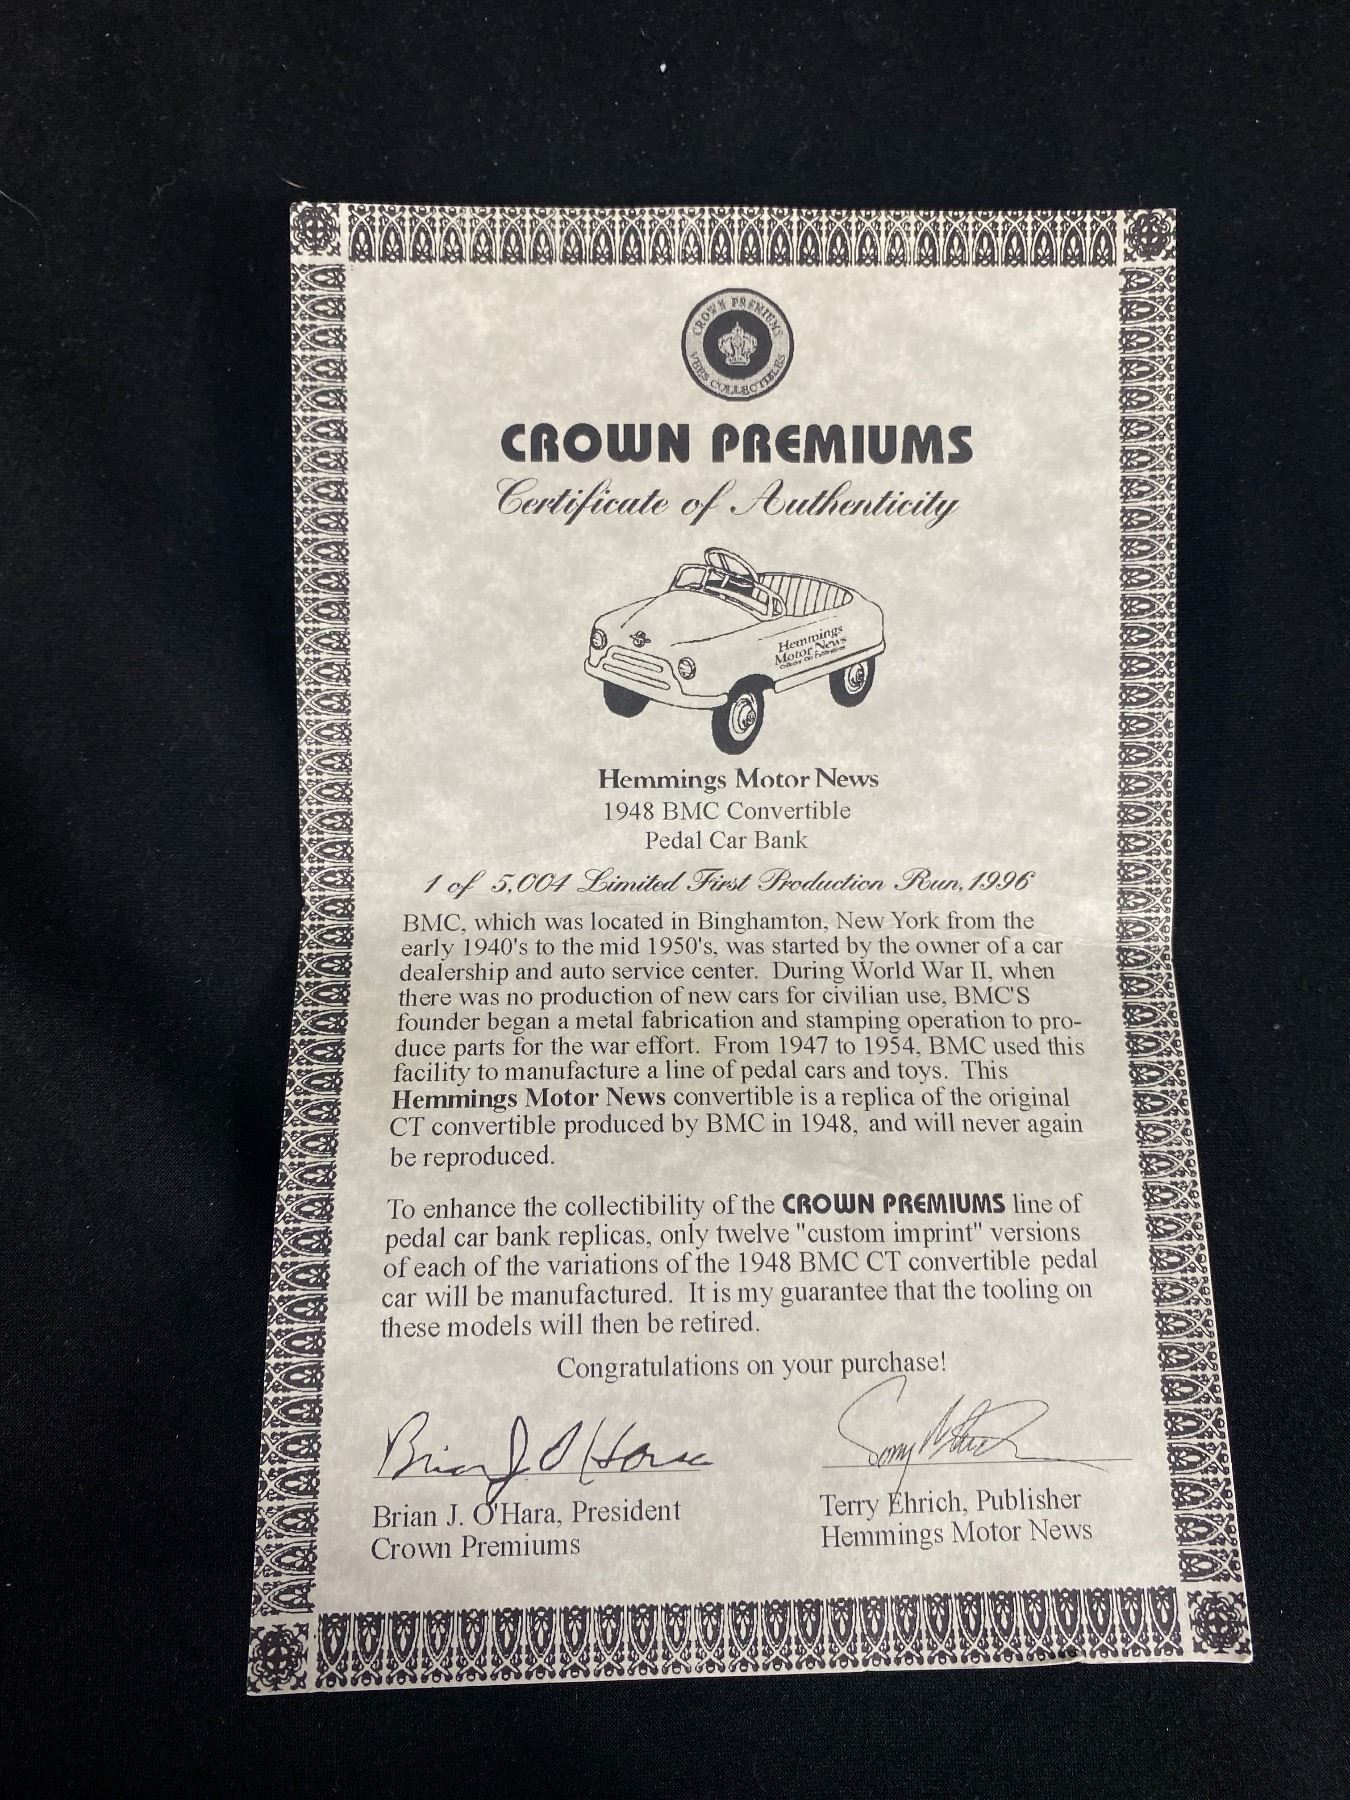 CROWN PREMIUMS
COLLECTIBLES
CROWN PREMIUMS
Certificate of Authenticity
Hemmings
Motor News
Hemmings Motor News
1948 BMC Convertible
Pedal Car Bank
1 of 5,004 Limited First Production Run, 1996
BMC, which was located in Binghamton, New York from the
early 1940's to the mid 1950's, was started by the owner of a car
dealership and auto service center. During World War II, when
there was no production of new cars for civilian use, BMC'S
founder began a metal fabrication and stamping operation to pro-
duce parts for the war effort. From 1947 to 1954, BMC used this
facility to manufacture a line of pedal cars and toys. This
Hemmings Motor News convertible is a replica of the original
CT convertible produced by BMC in 1948, and will never again
be reproduced.
To enhance the collectibility of the CROWN PREMIUMS line of
pedal car bank replicas, only twelve "custom imprint" versions
of each of the variations of the 1948 BMC CT convertible pedal
car will be manufactured. It is my guarantee that the tooling on
these models will then be retired.
Congratulations on your purchase!
Brian J. O'Hara
Brian J. O'Hara, President
Crown Premiums
Terry Ehrich, Publisher
Hemmings Motor News